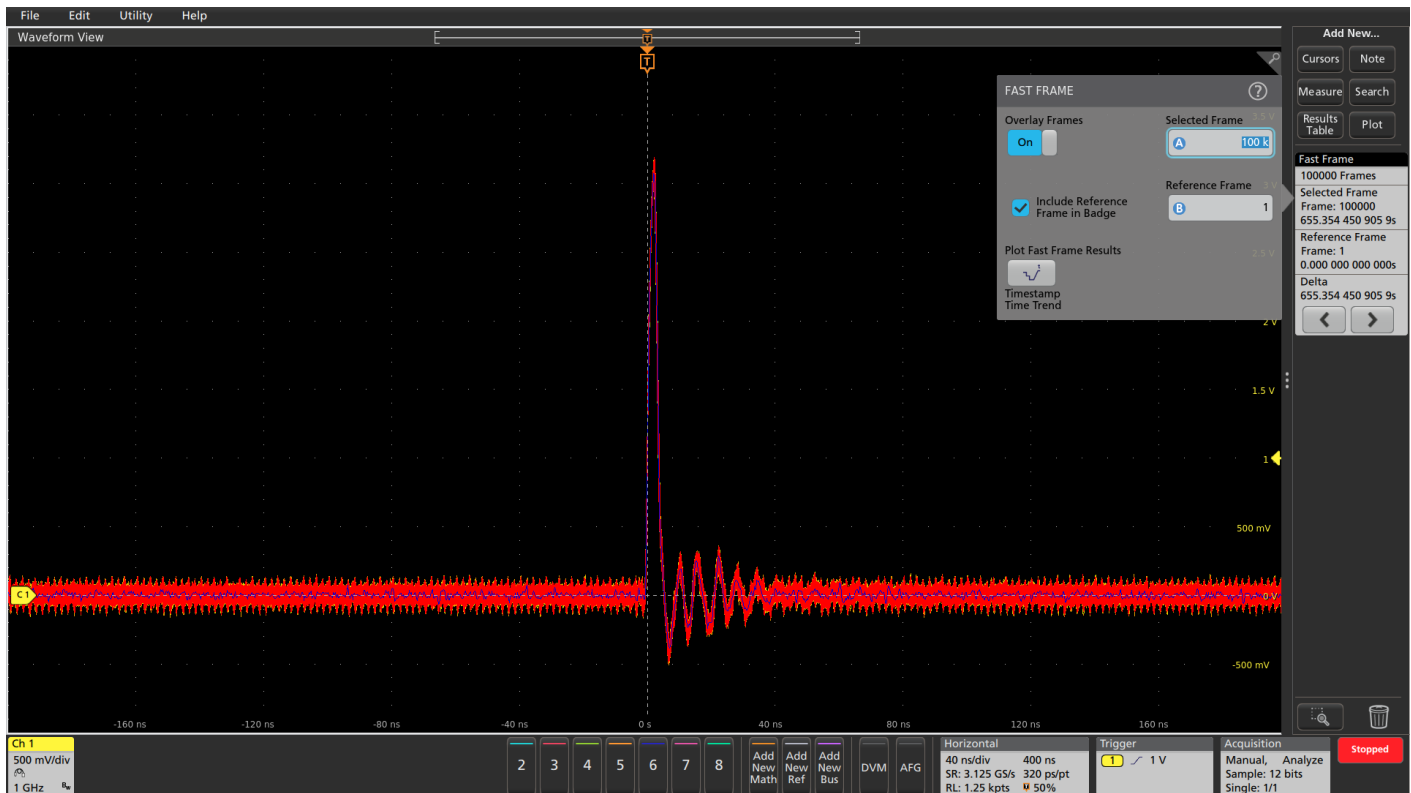 File Edit Utility Help
Waveform View
Add New...
T
T
Cursors Note
FAST FRAME ?
Measure Search
Overlay Frames Selected Frame 3.5 V
Results Table Plot
On A 100 k
Fast Frame
100000 Frames
Reference Frame 3 V
Selected Frame
Frame: 100000
655.354 450 905 9s
Include Reference
Frame in Badge
B 1
Reference Frame
Frame: 1
0.000 000 000 000s
Plot Fast Frame Results 2.5 V
Delta
655.354 450 905 9s
Timestamp
Time Trend
2 V
1.5 V
1
500 mV
C1
0 V
-500 mV
-160 ns -120 ns -80 ns -40 ns 0 s 40 ns 80 ns 120 ns 160 ns
Ch 1
500 mV/div
1 GHz Bw
2 3 4 5 6 7 8
Add New Math
Add New Ref
Add New Bus
DVM AFG
Horizontal
40 ns/div 400 ns
SR: 3.125 GS/s 320 ps/pt
RL: 1.25 kpts 50%
Trigger
1 1 V
Acquisition
Manual, Analyze
Sample: 12 bits
Single: 1/1
Stopped